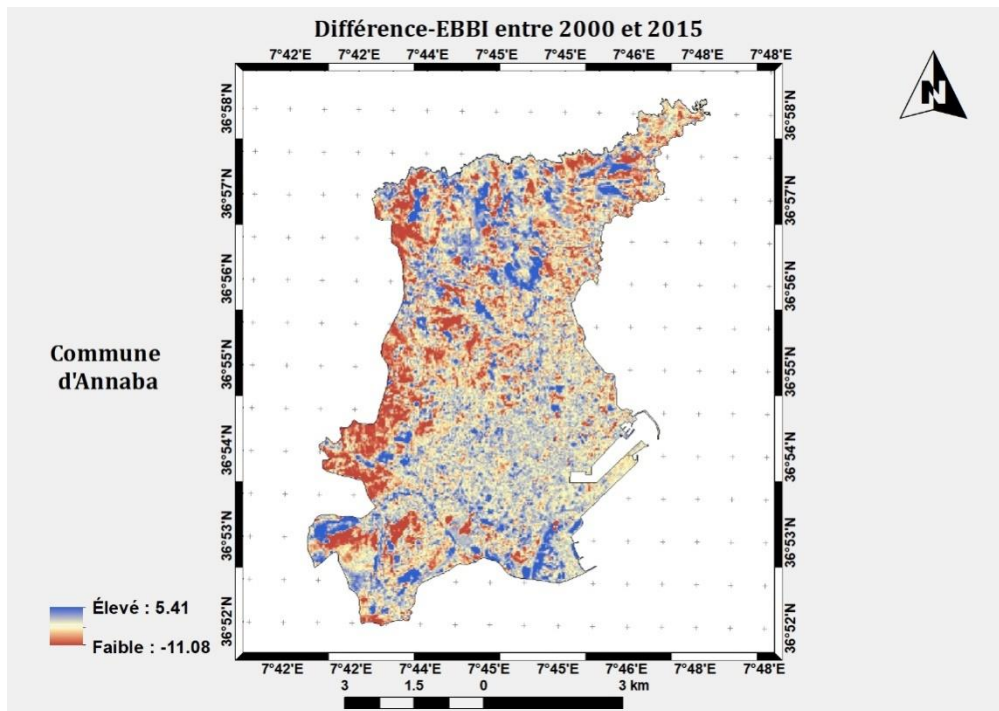 Différence-EBBI entre 2000 et 2015
7°42'E 7°42'E 7°44'E 7°45'E 7°45'E 7°46'E 7°48'E 7°48'E
N
36°58'N 36°58'N
36°57'N 36°57'N
36°56'N 36°56'N
36°55'N 36°55'N
Commune
d'Annaba
36°54'N 36°54'N
36°53'N 36°53'N
36°52'N 36°52'N
Élevé : 5.41
Faible : -11.08
7°42'E 7°42'E 7°44'E 7°45'E 7°45'E 7°46'E 7°48'E 7°48'E
3 1.5 0 3 km